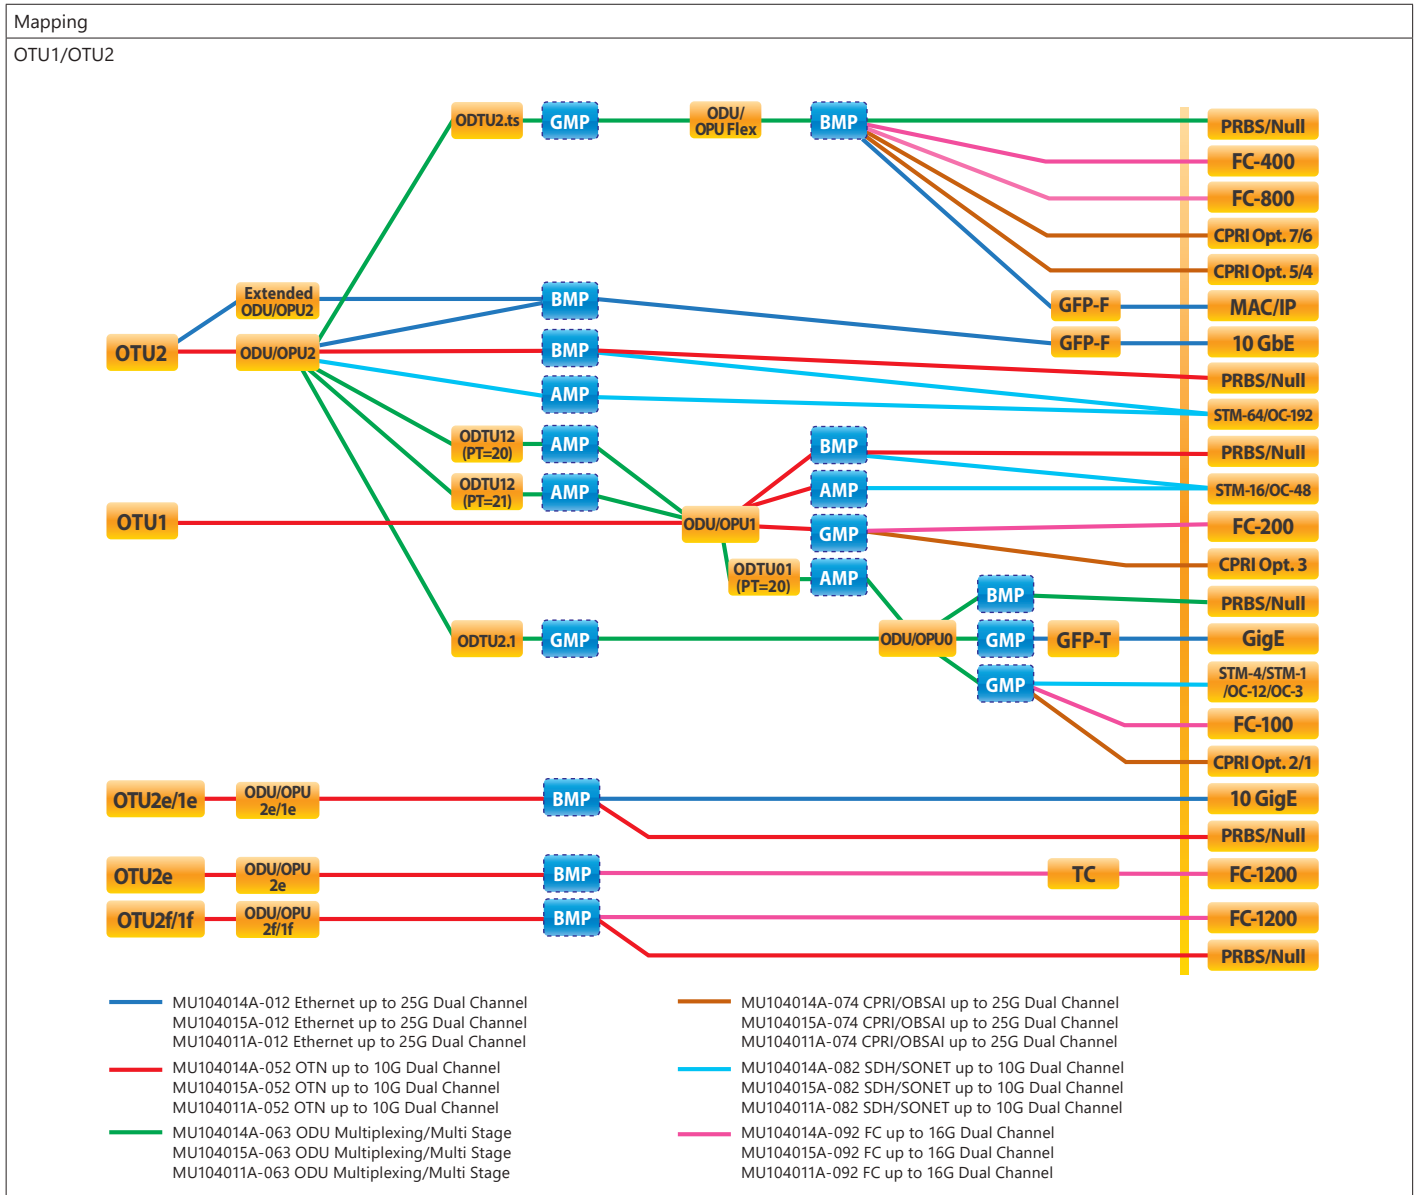 Mapping
OTU1/OTU2
ODTU2.ts
GMP
ODU/
OPU Flex
BMP
PRBS/Null
FC-400
FC-800
CPRI Opt. 7/6
CPRI Opt. 5/4
Extended
ODU/OPU2
BMP
GFP-F
MAC/IP
OTU2
ODU/OPU2
BMP
GFP-F
10 GbE
PRBS/Null
AMP
STM-64/OC-192
ODTU12
(PT=20)
AMP
BMP
PRBS/Null
ODTU12
(PT=21)
AMP
AMP
STM-16/OC-48
OTU1
ODU/OPU1
GMP
FC-200
CPRI Opt. 3
ODTU01
(PT=20)
AMP
BMP
PRBS/Null
ODTU2.1
GMP
ODU/OPU0
GMP
GFP-T
GigE
GMP
STM-4/STM-1
/OC-12/OC-3
FC-100
CPRI Opt. 2/1
OTU2e/1e
ODU/OPU
2e/1e
BMP
10 GigE
PRBS/Null
OTU2e
ODU/OPU
2e
BMP
TC
FC-1200
OTU2f/1f
ODU/OPU
2f/1f
BMP
FC-1200
PRBS/Null
MU104014A-012 Ethernet up to 25G Dual Channel
MU104015A-012 Ethernet up to 25G Dual Channel
MU104011A-012 Ethernet up to 25G Dual Channel
MU104014A-052 OTN up to 10G Dual Channel
MU104015A-052 OTN up to 10G Dual Channel
MU104011A-052 OTN up to 10G Dual Channel
MU104014A-063 ODU Multiplexing/Multi Stage
MU104015A-063 ODU Multiplexing/Multi Stage
MU104011A-063 ODU Multiplexing/Multi Stage
MU104014A-074 CPRI/OBSAI up to 25G Dual Channel
MU104015A-074 CPRI/OBSAI up to 25G Dual Channel
MU104011A-074 CPRI/OBSAI up to 25G Dual Channel
MU104014A-082 SDH/SONET up to 10G Dual Channel
MU104015A-082 SDH/SONET up to 10G Dual Channel
MU104011A-082 SDH/SONET up to 10G Dual Channel
MU104014A-092 FC up to 16G Dual Channel
MU104015A-092 FC up to 16G Dual Channel
MU104011A-092 FC up to 16G Dual Channel